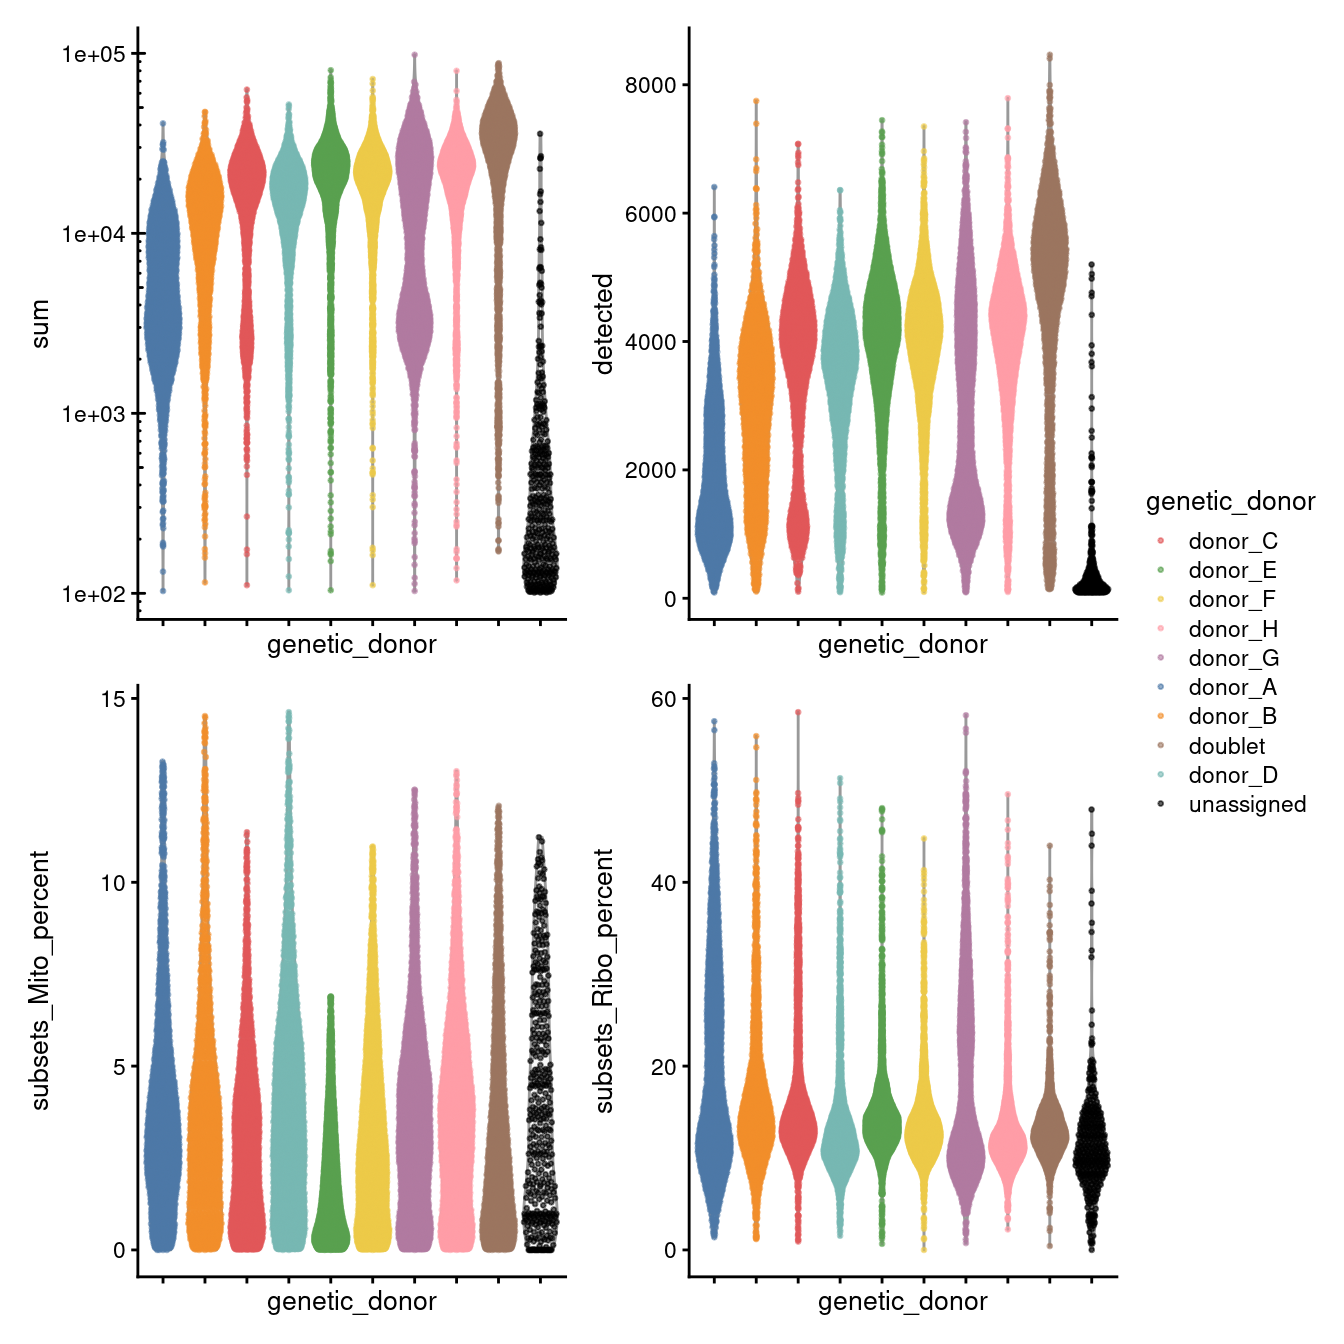 sum
1e+05
1e+04
1e+03
1e+02
genetic_donor
detected
8000
6000
4000
2000
0
genetic_donor
subsets_Mito_percent
15
10
5
0
genetic_donor
subsets_Ribo_percent
60
40
20
0
genetic_donor
genetic_donor
donor_C
donor_E
donor_F
donor_H
donor_G
donor_A
donor_B
doublet
donor_D
unassigned